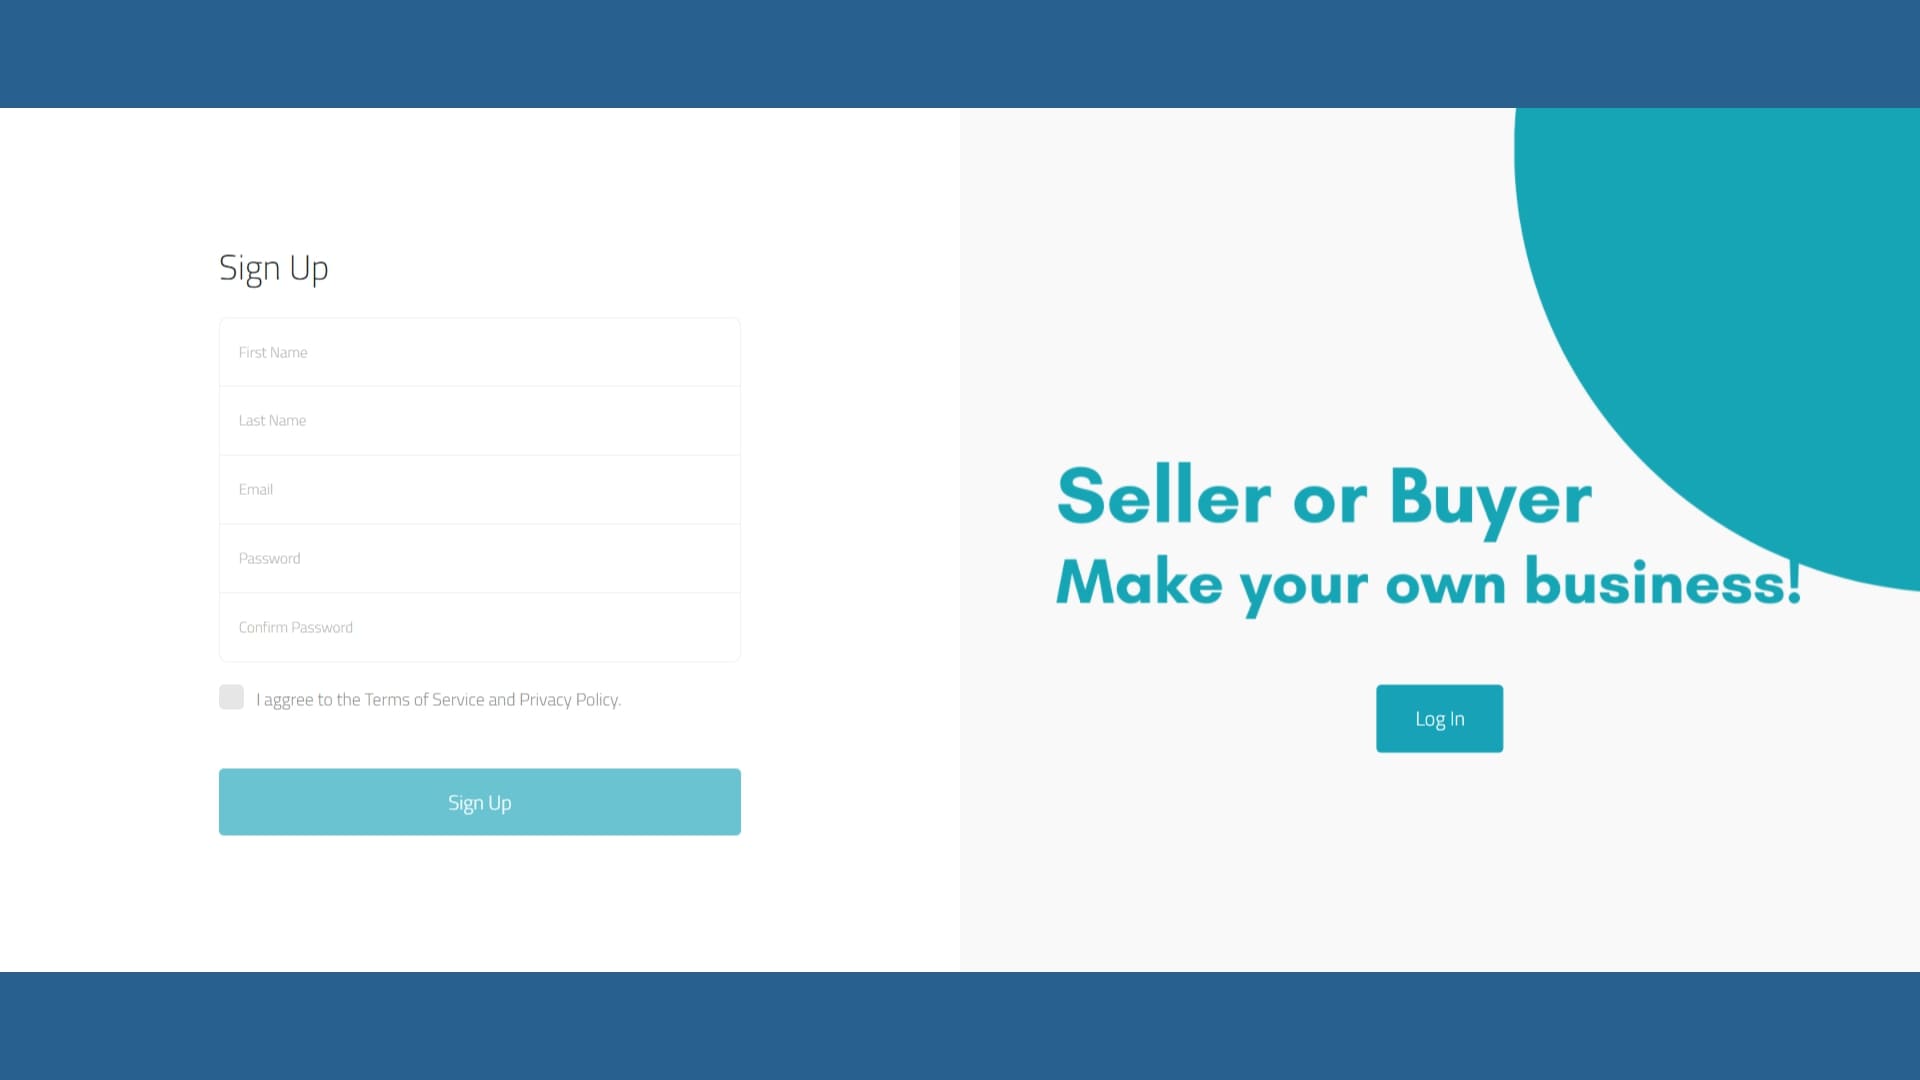 Sign Up
First Name
Last Name
Email
Password
Confirm Password
I aggree to the Terms of Service and Privacy Policy.
Sign Up
Seller or Buyer
Make your own business!
Log In